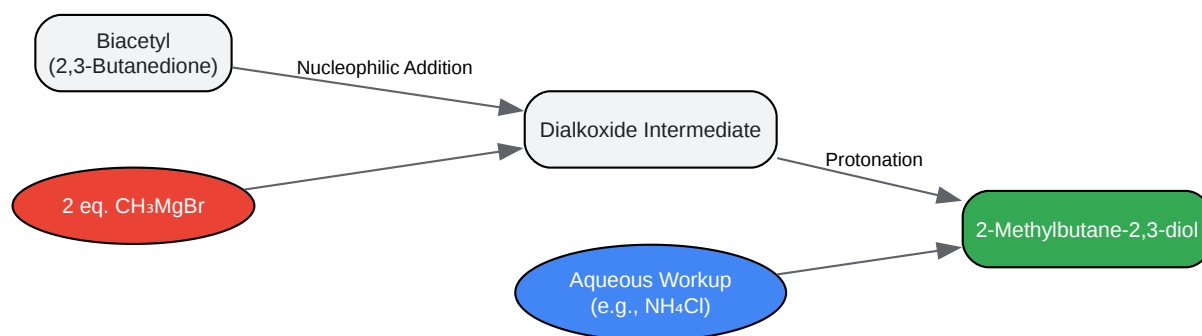 Biacetyl
(2,3-Butanedione)
Nucleophilic Addition
2 eq. CH₃MgBr
Dialkoxide Intermediate
Protonation
Aqueous Workup
(e.g., NH₄Cl)
2-Methylbutane-2,3-diol